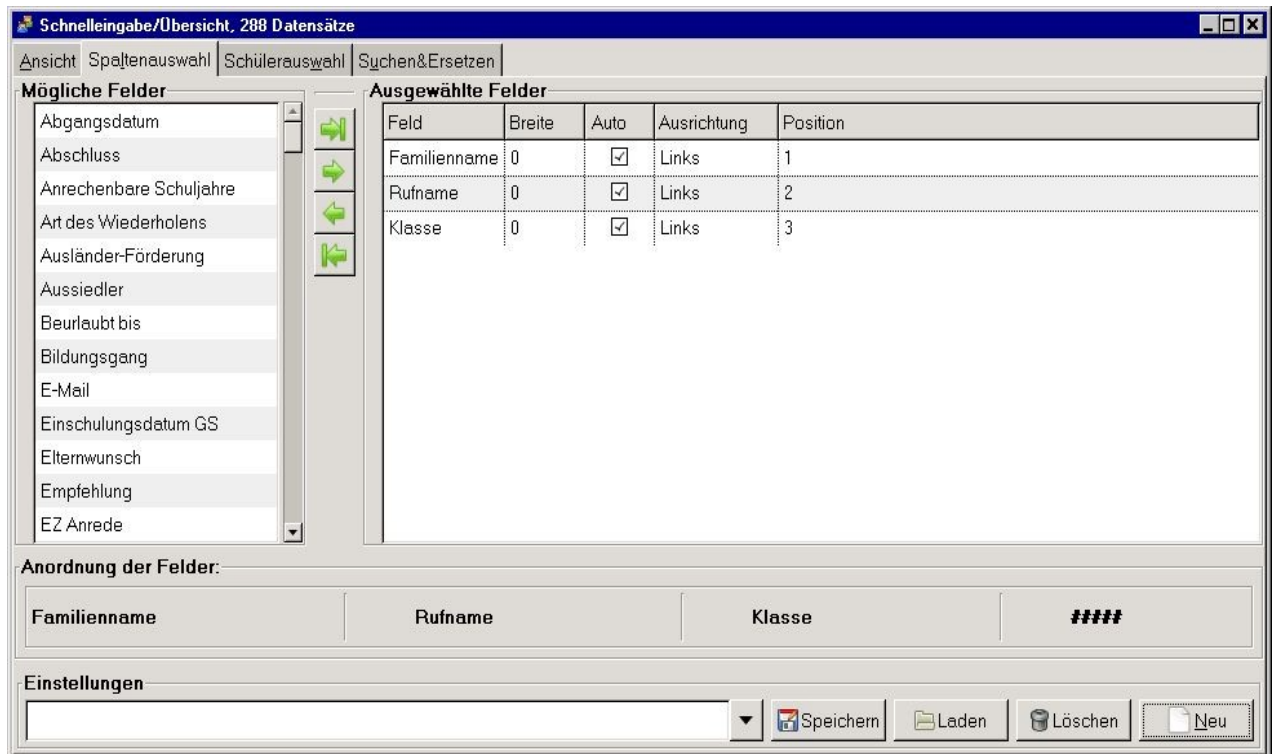 Schnelleingabe/Übersicht, 288 Datensätze
Ansicht Spaltenauswahl Schülerauswahl Suchen&Ersetzen
Mögliche Felder
Abgangsdatum
Abschluss
Anrechenbare Schuljahre
Art des Wiederholens
Ausländer-Förderung
Aussiedler
Beurlaubt bis
Bildungsgang
E-Mail
Einschulungsdatum GS
Elternwunsch
Empfehlung
EZ Anrede
Ausgewählte Felder
Feld Breite Auto Ausrichtung Position
Familienname 0 Links 1
Rufname 0 Links 2
Klasse 0 Links 3
Anordnung der Felder:
Familienname Rufname Klasse #####
Einstellungen
Speichern Laden Löschen Neu